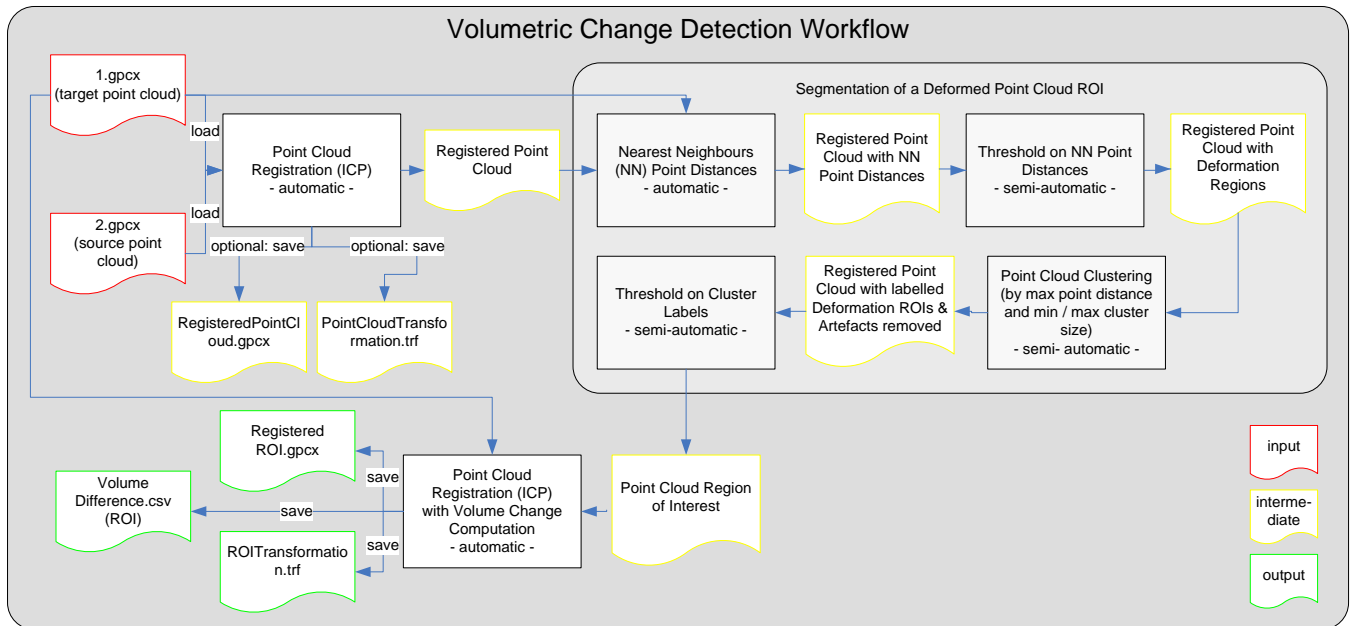 Volumetric Change Detection Workflow
1.gpcx
(target point cloud)
load
load
2.gpcx
(source point
cloud)
Point Cloud
Registration (ICP)
- automatic -
optional: save
optional: save
RegisteredPointCl
oud.gpcx
PointCloudTransfo
rmation.trf
Registered Point
Cloud
Segmentation of a Deformed Point Cloud ROI
Nearest Neighbours
(NN) Point Distances
- automatic -
Registered Point
Cloud with NN
Point Distances
Threshold on NN Point
Distances
- semi-automatic -
Registered Point
Cloud with
Deformation
Regions
Point Cloud Clustering
(by max point distance
and min / max cluster
size)
- semi- automatic -
Registered Point
Cloud with labelled
Deformation ROIs &
Artefacts removed
Threshold on Cluster
Labels
- semi-automatic -
Point Cloud Region
of Interest
Point Cloud
Registration (ICP)
with Volume Change
Computation
- automatic -
save
save
save
Registered
ROI.gpcx
Volume
Difference.csv
(ROI)
ROITransformatio
n.trf
input
interme-
diate
output